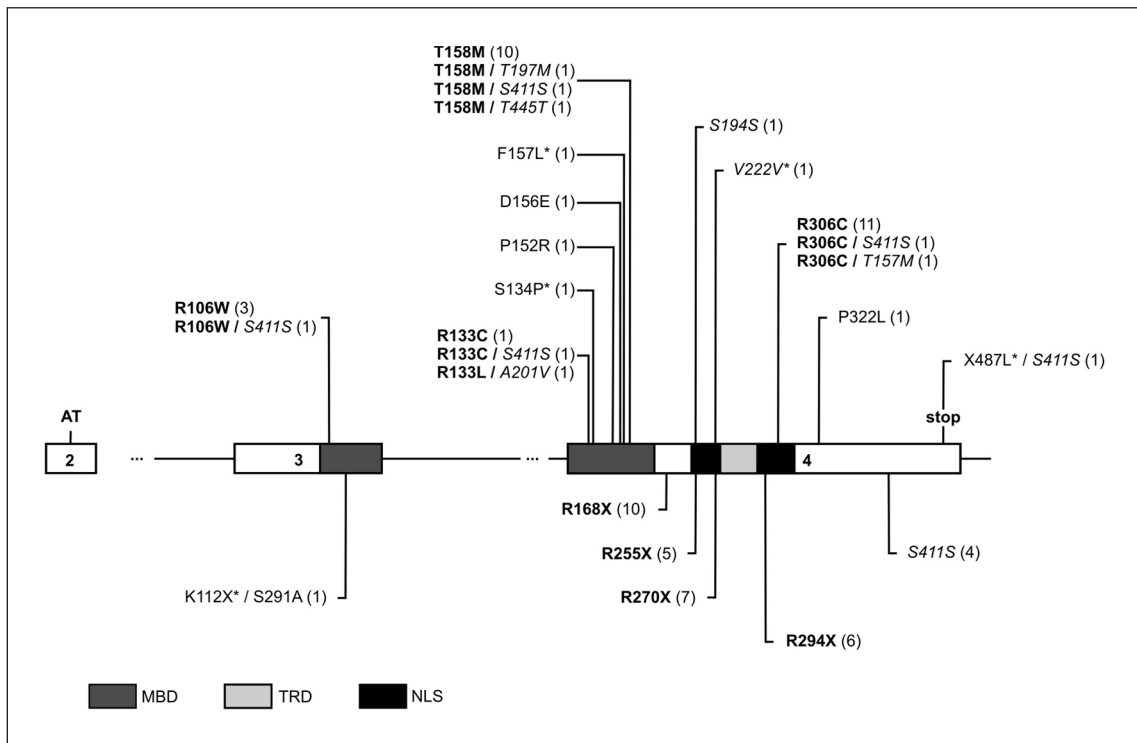 T158M (10)
T158M / T197M (1)
T158M / S411S (1)
T158M / T445T (1)
S194S (1)
F157L* (1)
V222V* (1)
D156E (1)
R306C (11)
R306C / S411S (1)
R306C / T157M (1)
P152R (1)
S134P* (1)
R106W (3)
R106W / S411S (1)
P322L (1)
R133C (1)
R133C / S411S (1)
R133L / A201V (1)
X487L* / S411S (1)
AT
stop
2
...
3
...
4
R168X (10)
R255X (5)
S411S (4)
K112X* / S291A (1)
R270X (7)
R294X (6)
MBD
TRD
NLS